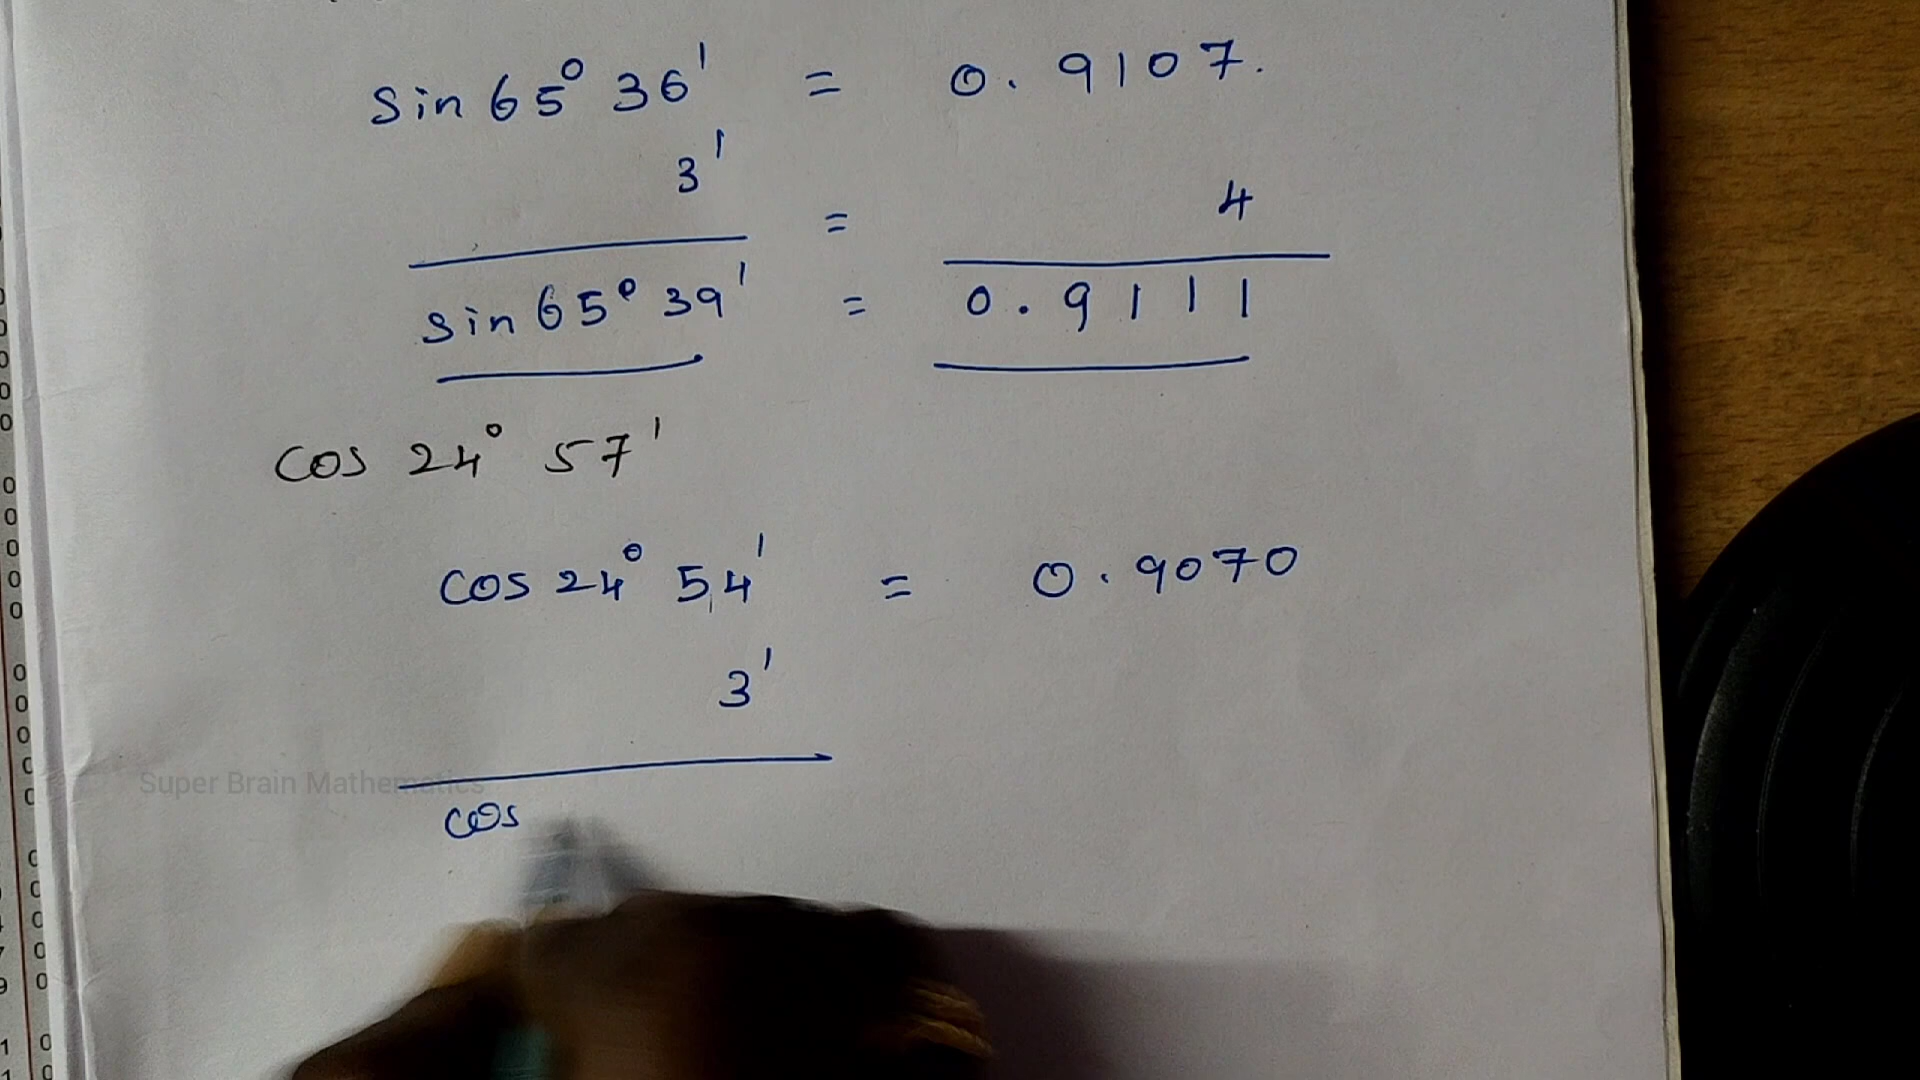 sin 65° 36' = 0.9107.
3' = 4
sin 65° 39' = 0.9111
cos 24° 57'
cos 24° 54' = 0.9070
3'
Super Brain Mathematics
cos